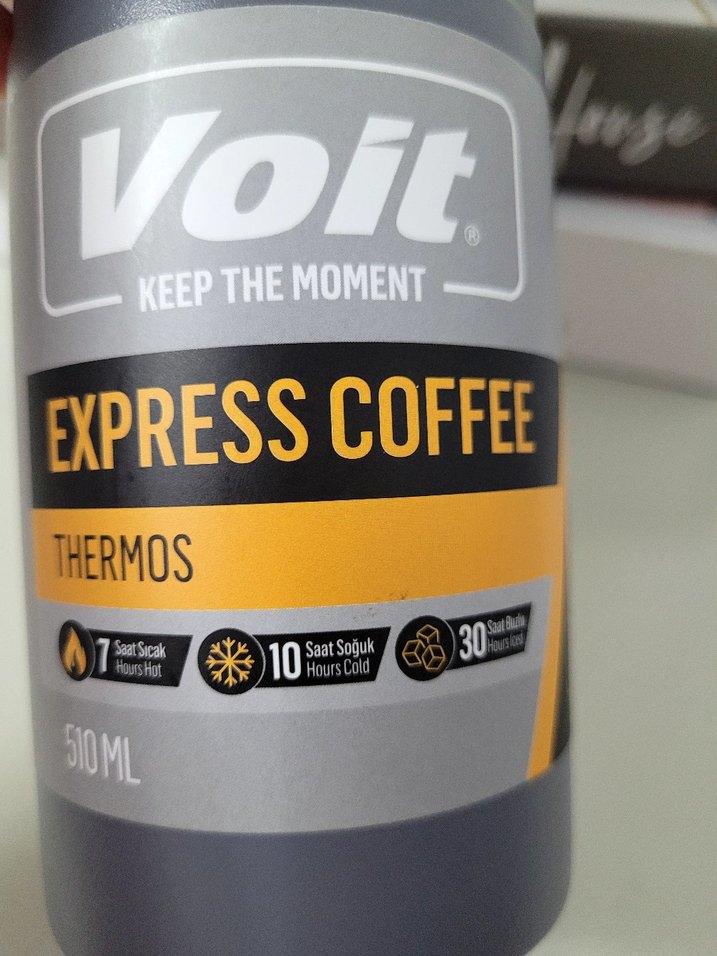 Voit®
KEEP THE MOMENT
EXPRESS COFFEE
THERMOS
7 Saat Sıcak
Hours Hot
10 Saat Soğuk
Hours Cold
30 Saat Buzlu
Hours Iced
510 ML
House